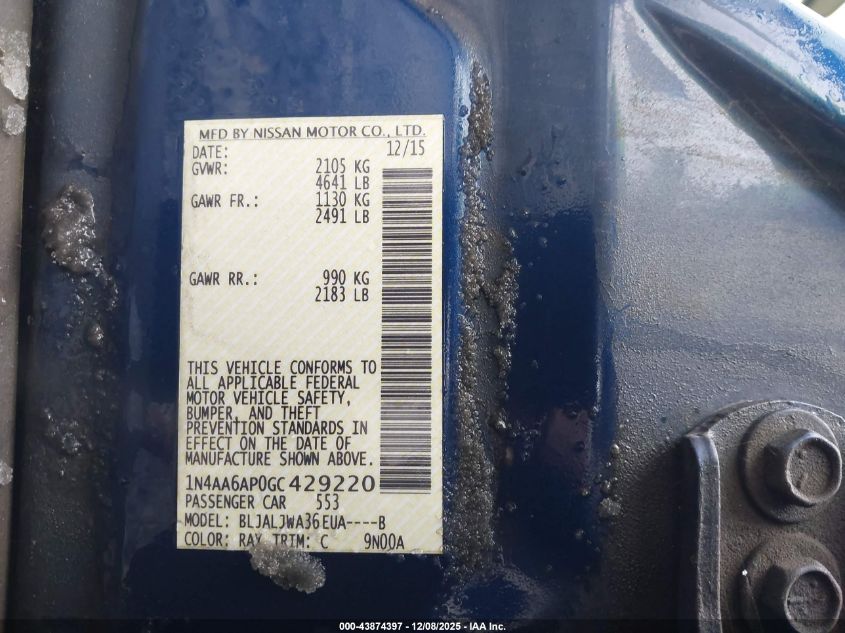 MFD BY NISSAN MOTOR CO., LTD.
DATE: 12/15
GVWR: 2105 KG
4641 LB
GAWR FR.: 1130 KG
2491 LB
GAWR RR.: 990 KG
2183 LB
THIS VEHICLE CONFORMS TO
ALL APPLICABLE FEDERAL
MOTOR VEHICLE SAFETY,
BUMPER, AND THEFT
PREVENTION STANDARDS IN
EFFECT ON THE DATE OF
MANUFACTURE SHOWN ABOVE.
1N4AA6AP0GC429220
PASSENGER CAR 553
MODEL: BLJALJWA36EUA----B
COLOR: RAY TRIM: C 9N00A
000-43874397 - 12/08/2025 - IAA Inc.